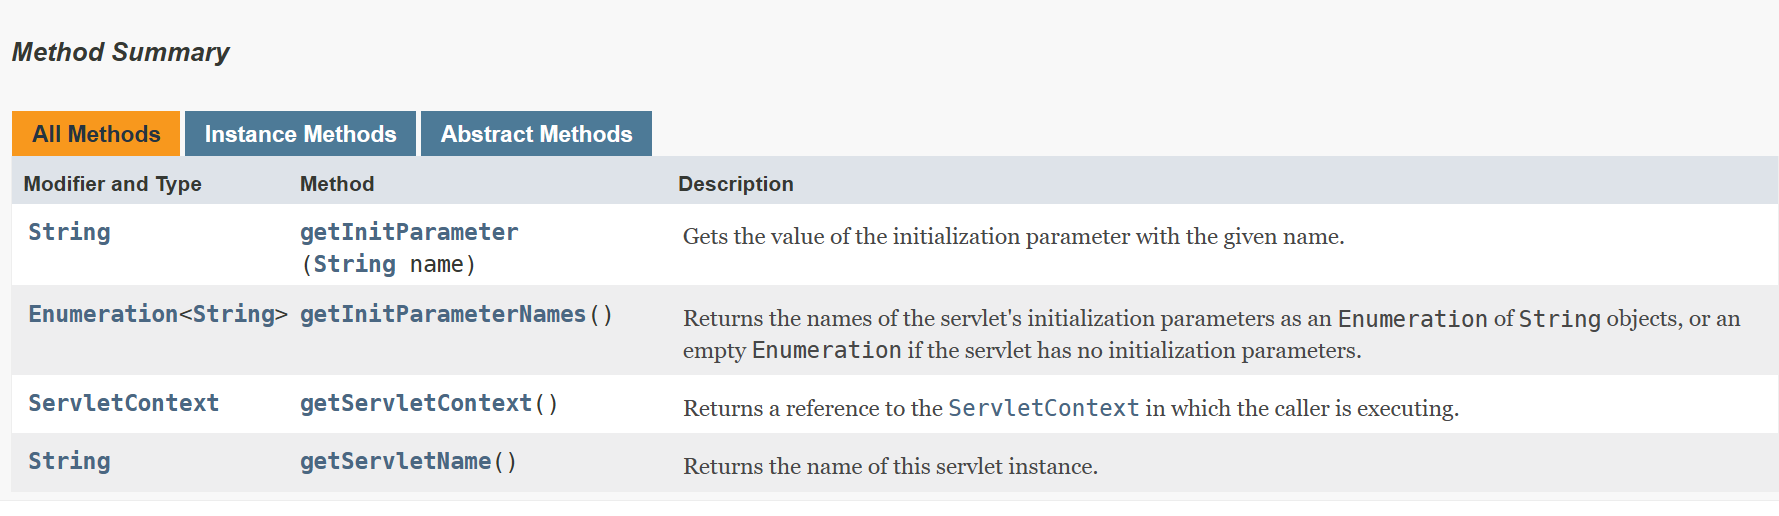 Method Summary
All Methods Instance Methods Abstract Methods
Modifier and Type Method Description
String getInitParameter Gets the value of the initialization parameter with the given name.
(String name)
Enumeration<String> getInitParameterNames() Returns the names of the servlet's initialization parameters as an Enumeration of String objects, or an
empty Enumeration if the servlet has no initialization parameters.
ServletContext getServletContext() Returns a reference to the ServletContext in which the caller is executing.
String getServletName() Returns the name of this servlet instance.